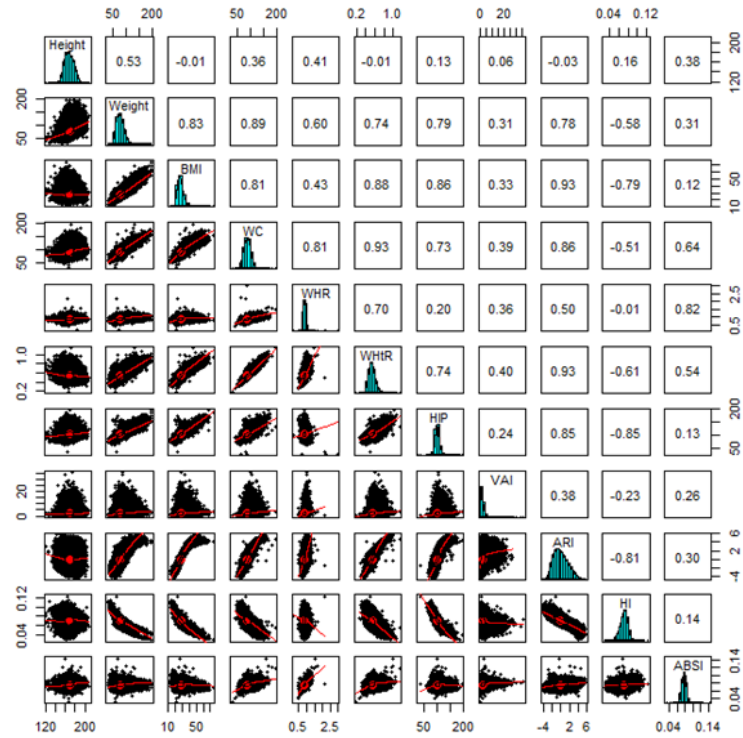 50 200 50 200 0.2 1.0 0 20 0.04 0.12
Height 0.53 -0.01 0.36 0.41 -0.01 0.13 0.06 -0.03 0.16 0.38 120 200
50 200 Weight 0.83 0.89 0.60 0.74 0.79 0.31 0.78 -0.58 0.31
BMI 0.81 0.43 0.88 0.86 0.33 0.93 -0.79 0.12 10 50
50 200 WC 0.81 0.93 0.73 0.39 0.86 -0.51 0.64
WHR 0.70 0.20 0.36 0.50 -0.01 0.82 0.5 2.5
0.2 1.0 WHtR 0.74 0.40 0.93 -0.61 0.54
HIP 0.24 0.85 -0.85 0.13 50 200
0 20 VAI 0.38 -0.23 0.26
ARI -0.81 0.30 -4 2 6
0.04 0.12 HI 0.14
ABSI 0.04 0.14
120 200 10 50 0.5 2.5 50 200 -4 2 6 0.04 0.14